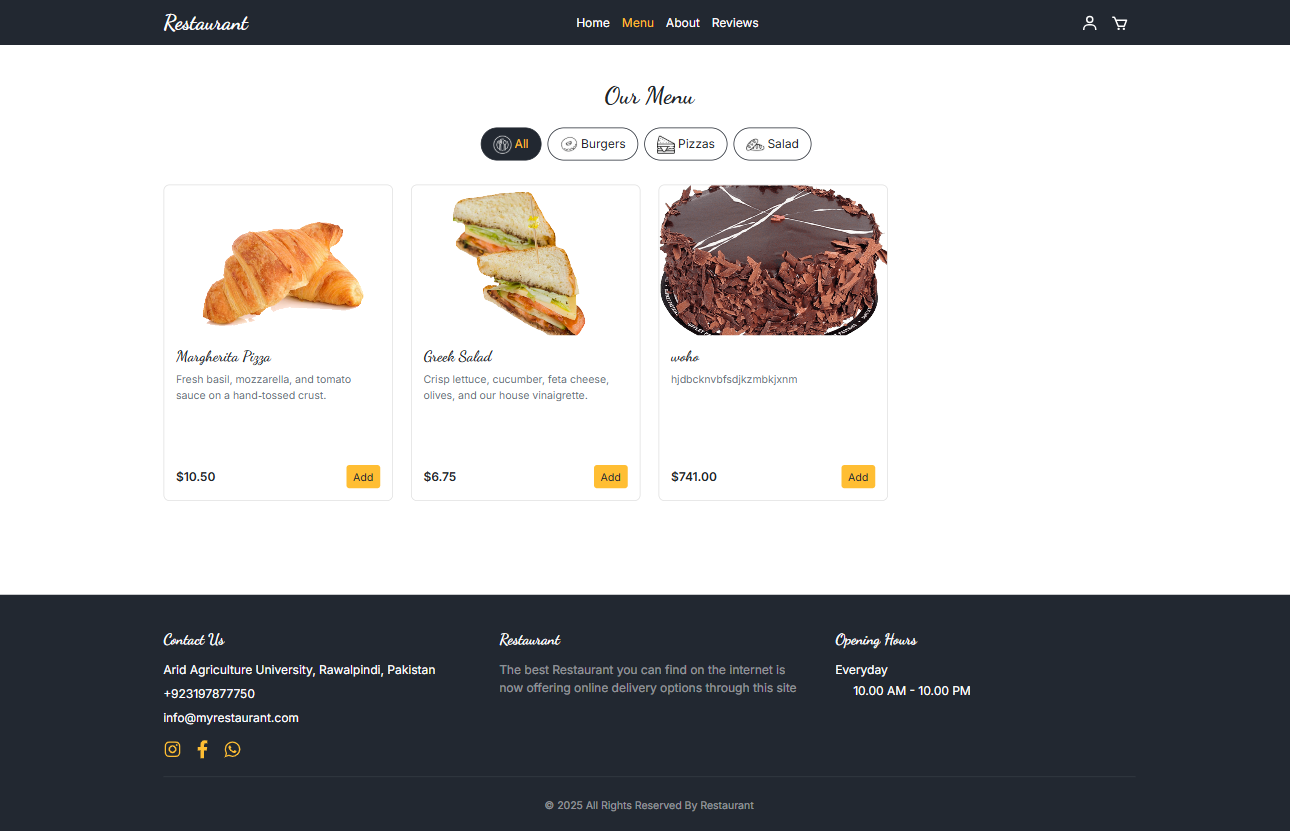 Restaurant
Home Menu About Reviews
Our Menu
All Burgers Pizzas Salad
Margherita Pizza
Fresh basil, mozzarella, and tomato
sauce on a hand-tossed crust.
$10.50 Add
Greek Salad
Crisp lettuce, cucumber, feta cheese,
olives, and our house vinaigrette.
$6.75 Add
woho
hjdbcknvbfsdjkzmbkjxnm
$741.00 Add
Contact Us
Arid Agriculture University, Rawalpindi, Pakistan
+923197877750
info@myrestaurant.com
Restaurant
The best Restaurant you can find on the internet is
now offering online delivery options through this site
Opening Hours
Everyday
10.00 AM - 10.00 PM
© 2025 All Rights Reserved By Restaurant